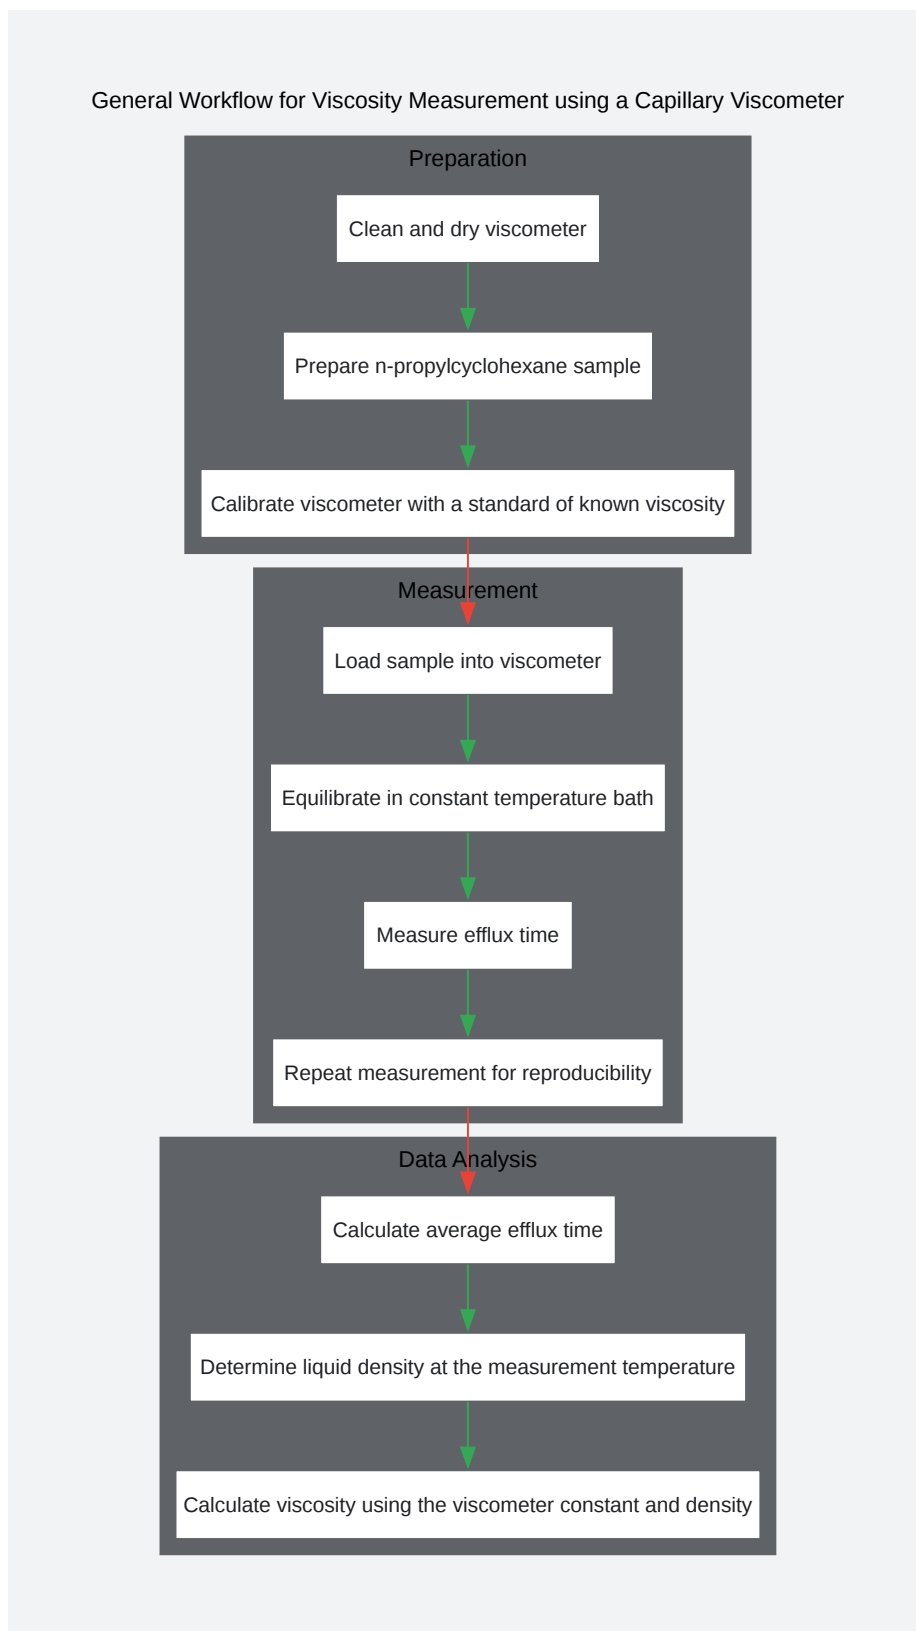 General Workflow for Viscosity Measurement using a Capillary Viscometer
Preparation
Clean and dry viscometer
Prepare n-propylcyclohexane sample
Calibrate viscometer with a standard of known viscosity
Measurement
Load sample into viscometer
Equilibrate in constant temperature bath
Measure efflux time
Repeat measurement for reproducibility
Data Analysis
Calculate average efflux time
Determine liquid density at the measurement temperature
Calculate viscosity using the viscometer constant and density